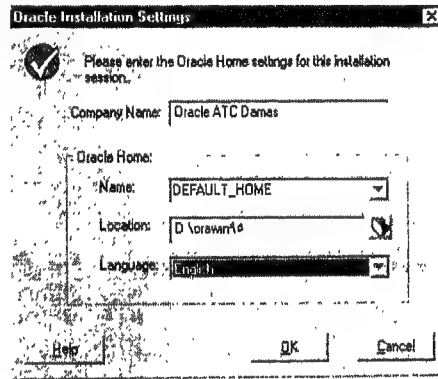 Oracle Installation Settings
Please enter the Oracle Home settings for this installation
session.
Company Name: Oracle ATC Damas
Oracle Home:
Name: DEFAULT_HOME
Location:
Language: English
Help OK Cancel